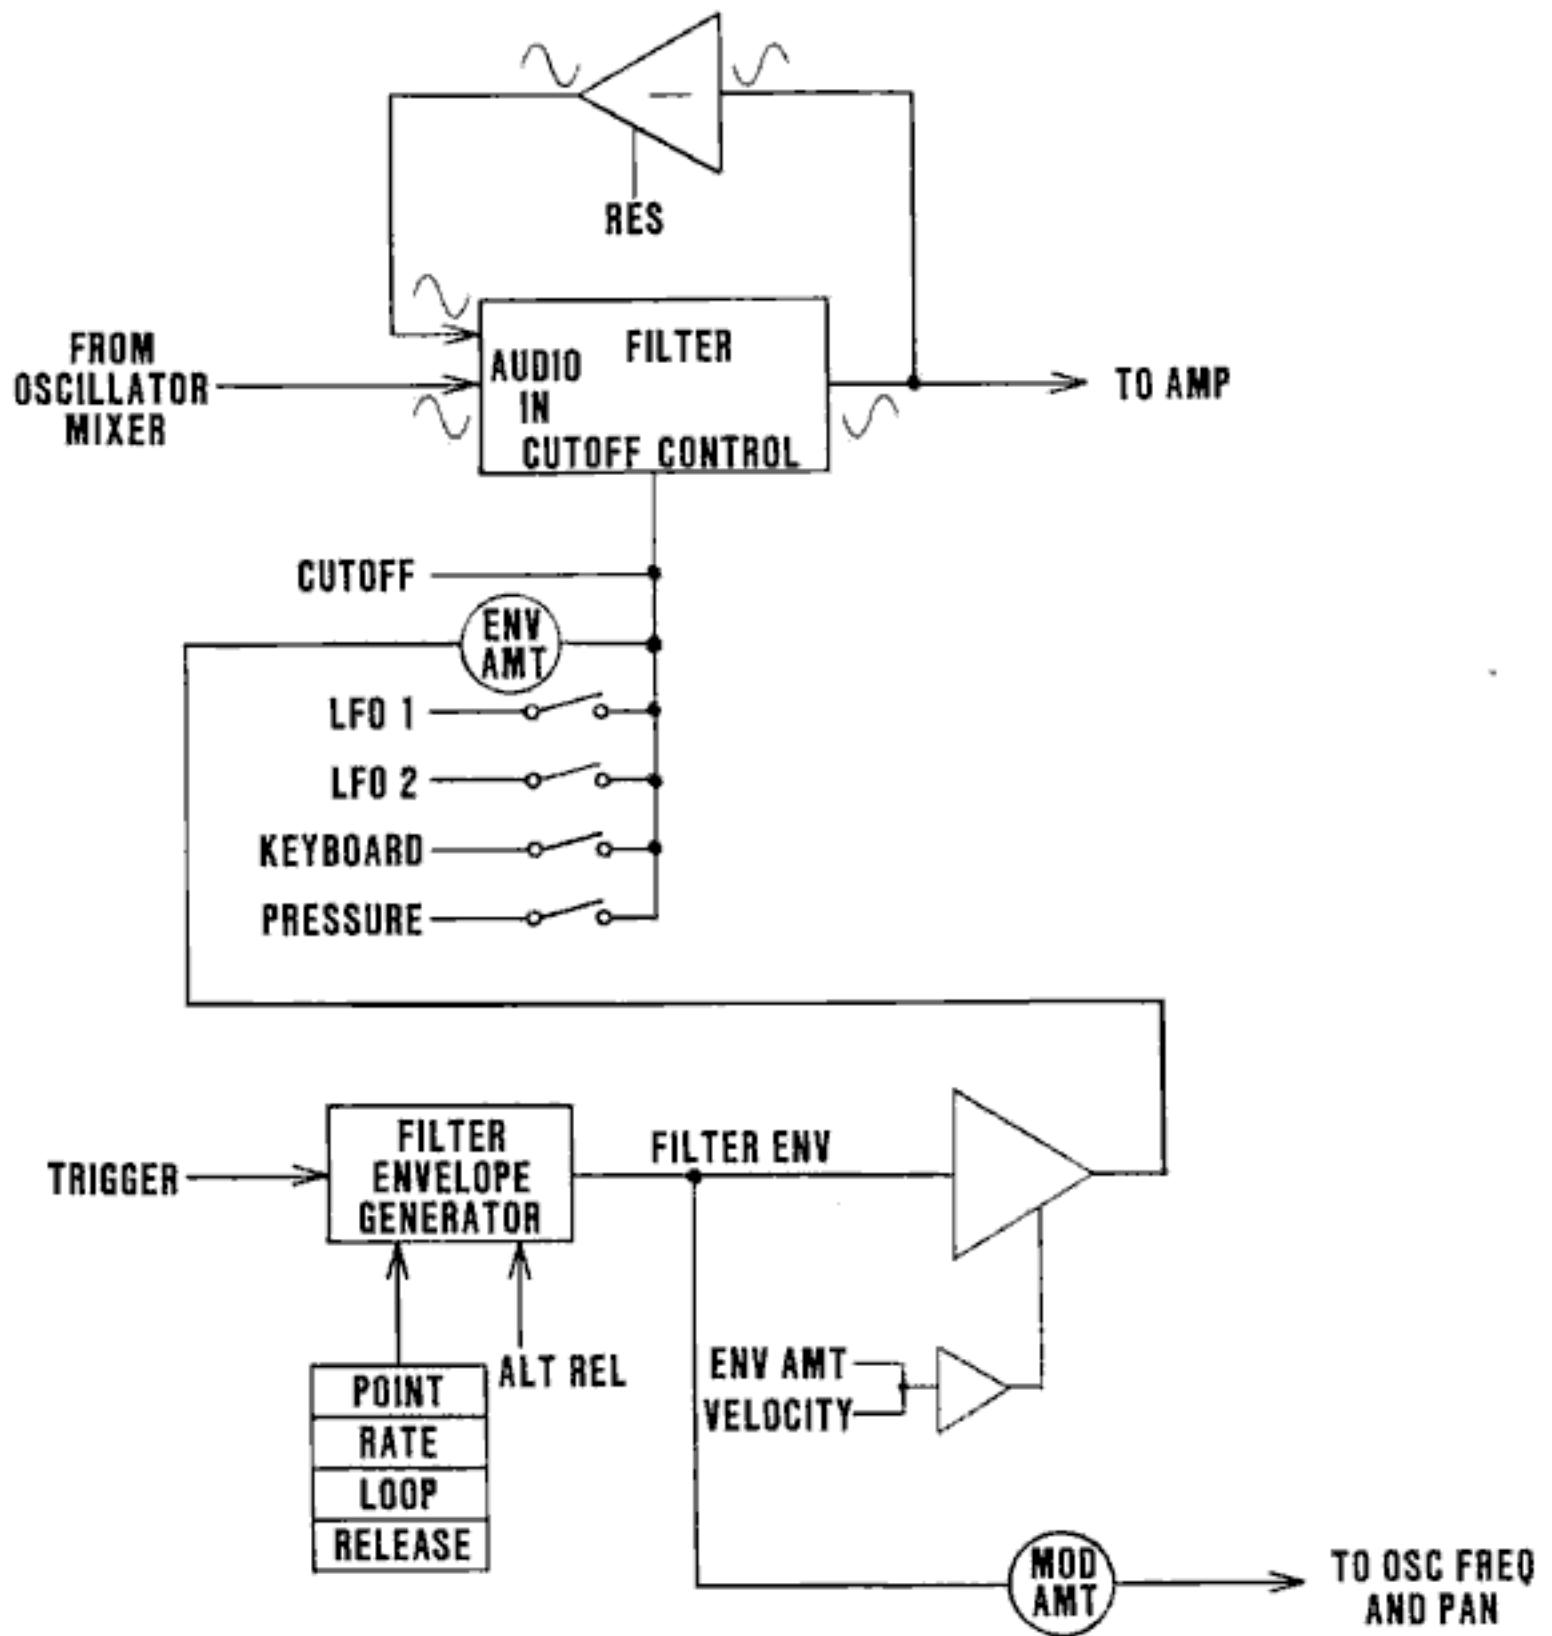 RES
FROM
OSCILLATOR
MIXER
FILTER
AUDIO
IN
CUTOFF CONTROL
TO AMP
CUTOFF
ENV
AMT
LFO 1
LFO 2
KEYBOARD
PRESSURE
TRIGGER
FILTER
ENVELOPE
GENERATOR
FILTER ENV
POINT
RATE
LOOP
RELEASE
ALT REL
ENV AMT
VELOCITY
MOD
AMT
TO OSC FREQ
AND PAN